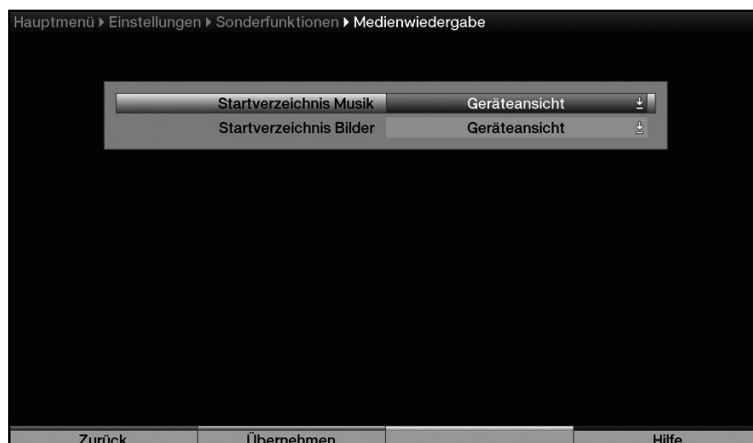 Hauptmenü ▸ Einstellungen ▸ Sonderfunktionen ▸ Medienwiedergabe
Startverzeichnis Musik Geräteansicht
Startverzeichnis Bilder Geräteansicht
Zurück Übernehmen Hilfe